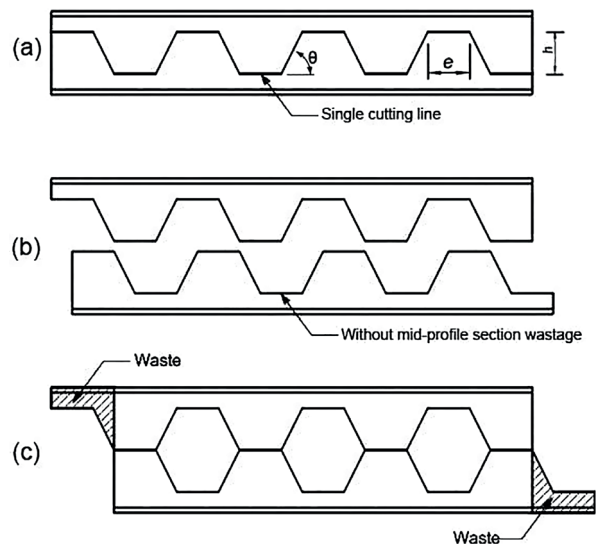 (a)
θ
e
h
Single cutting line
(b)
Without mid-profile section wastage
Waste
(c)
Waste